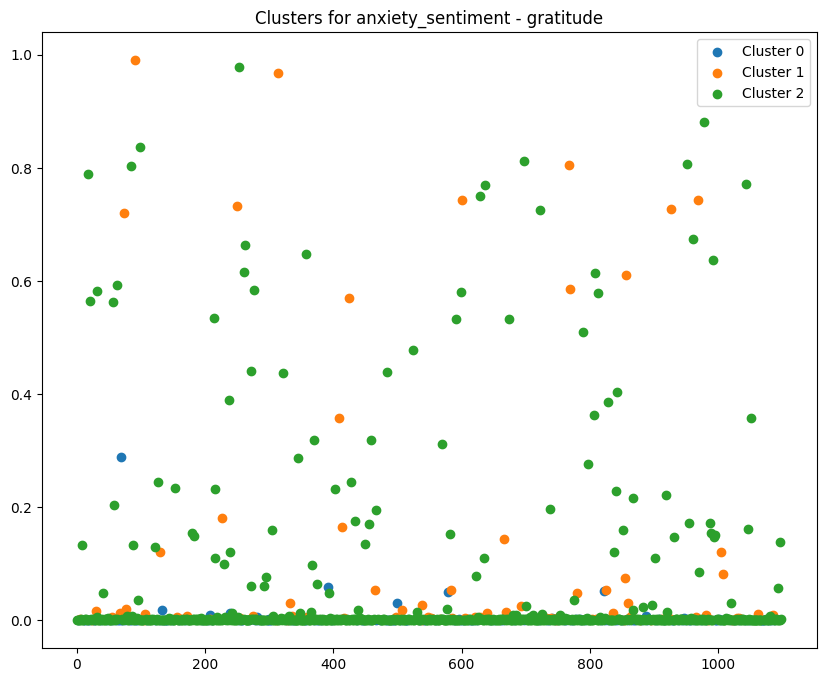 Clusters for anxiety_sentiment - gratitude
Cluster 0
Cluster 1
Cluster 2
1.0
0.8
0.6
0.4
0.2
0.0
0 200 400 600 800 1000